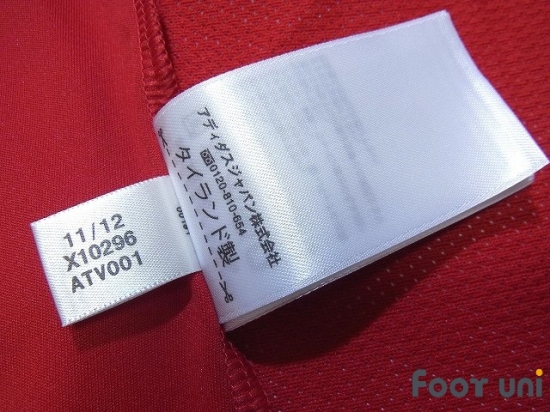 アディダスジャパン株式会社
0120-810-654
タイランド製
11/12
X10296
ATV001
FOOT uni